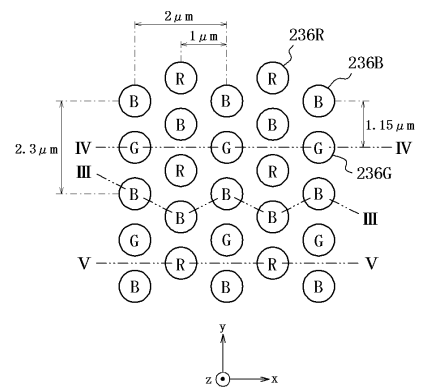 2μm
1μm
236R
R R
236B
B B B
B B
1.15μm
2.3μm
Ⅳ G G G Ⅳ
R R
236G
Ⅲ
B B B
B B
Ⅲ
G G G
Ⅴ R R Ⅴ
B B B
y
z x